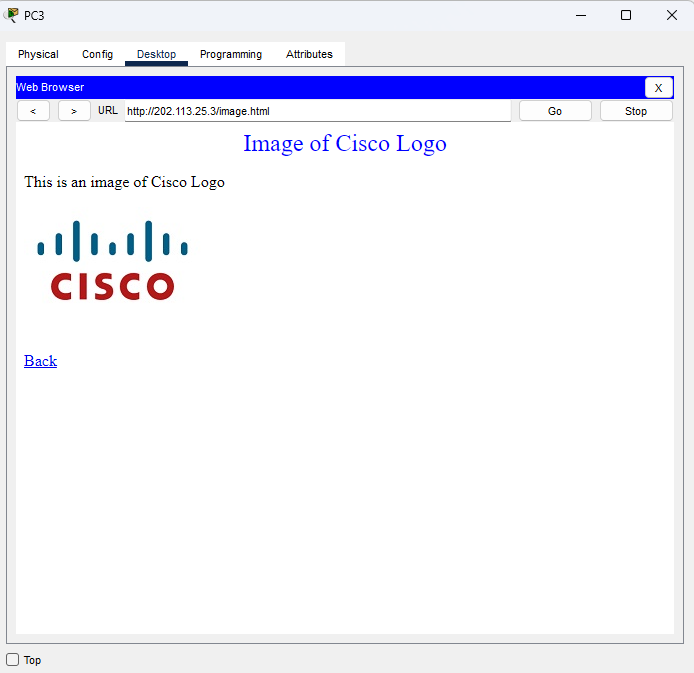 PC3
Physical Config Desktop Programming Attributes
Web Browser X
< > URL http://202.113.25.3/image.html Go Stop
Image of Cisco Logo
This is an image of Cisco Logo
CISCO
Back
Top